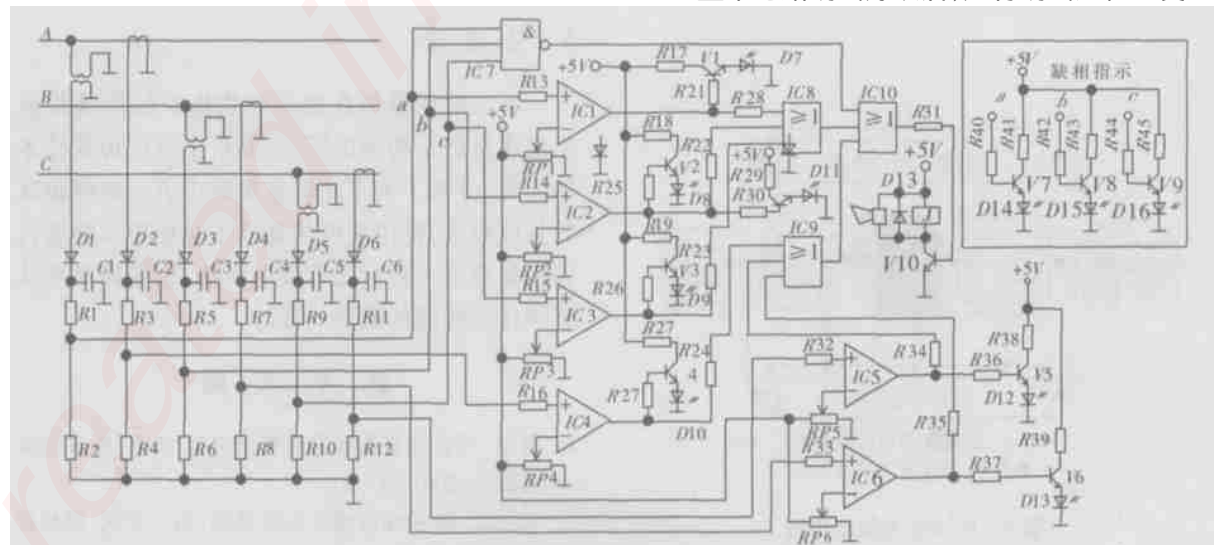 A
B
C
D1
D2
D3
D4
D5
D6
C1
C2
C3
C4
C5
C6
R1
R3
R5
R7
R9
R11
R2
R4
R6
R8
R10
R12
&
IC7
a
b
c
+5V
R13
IC1
RP1
R14
IC2
RP2
R15
IC3
RP3
R16
IC4
RP4
+5V
R17
V1
D7
R21
R28
R18
R22
V2
D8
R25
R19
R23
V3
D9
R26
R27
R24
4
R27
D10
+5V
R29
R30
D11
IC8
≥1
IC9
≥1
IC10
≥1
R31
+5V
D13
J
V10
缺相指示
+5V
a
b
c
R40
R41
R42
R43
R44
R45
V7
V8
V9
D14
D15
D16
R32
IC5
RP5
R33
IC6
RP6
R34
R35
R36
R37
+5V
R38
V5
D12
R39
V6
D13
readin